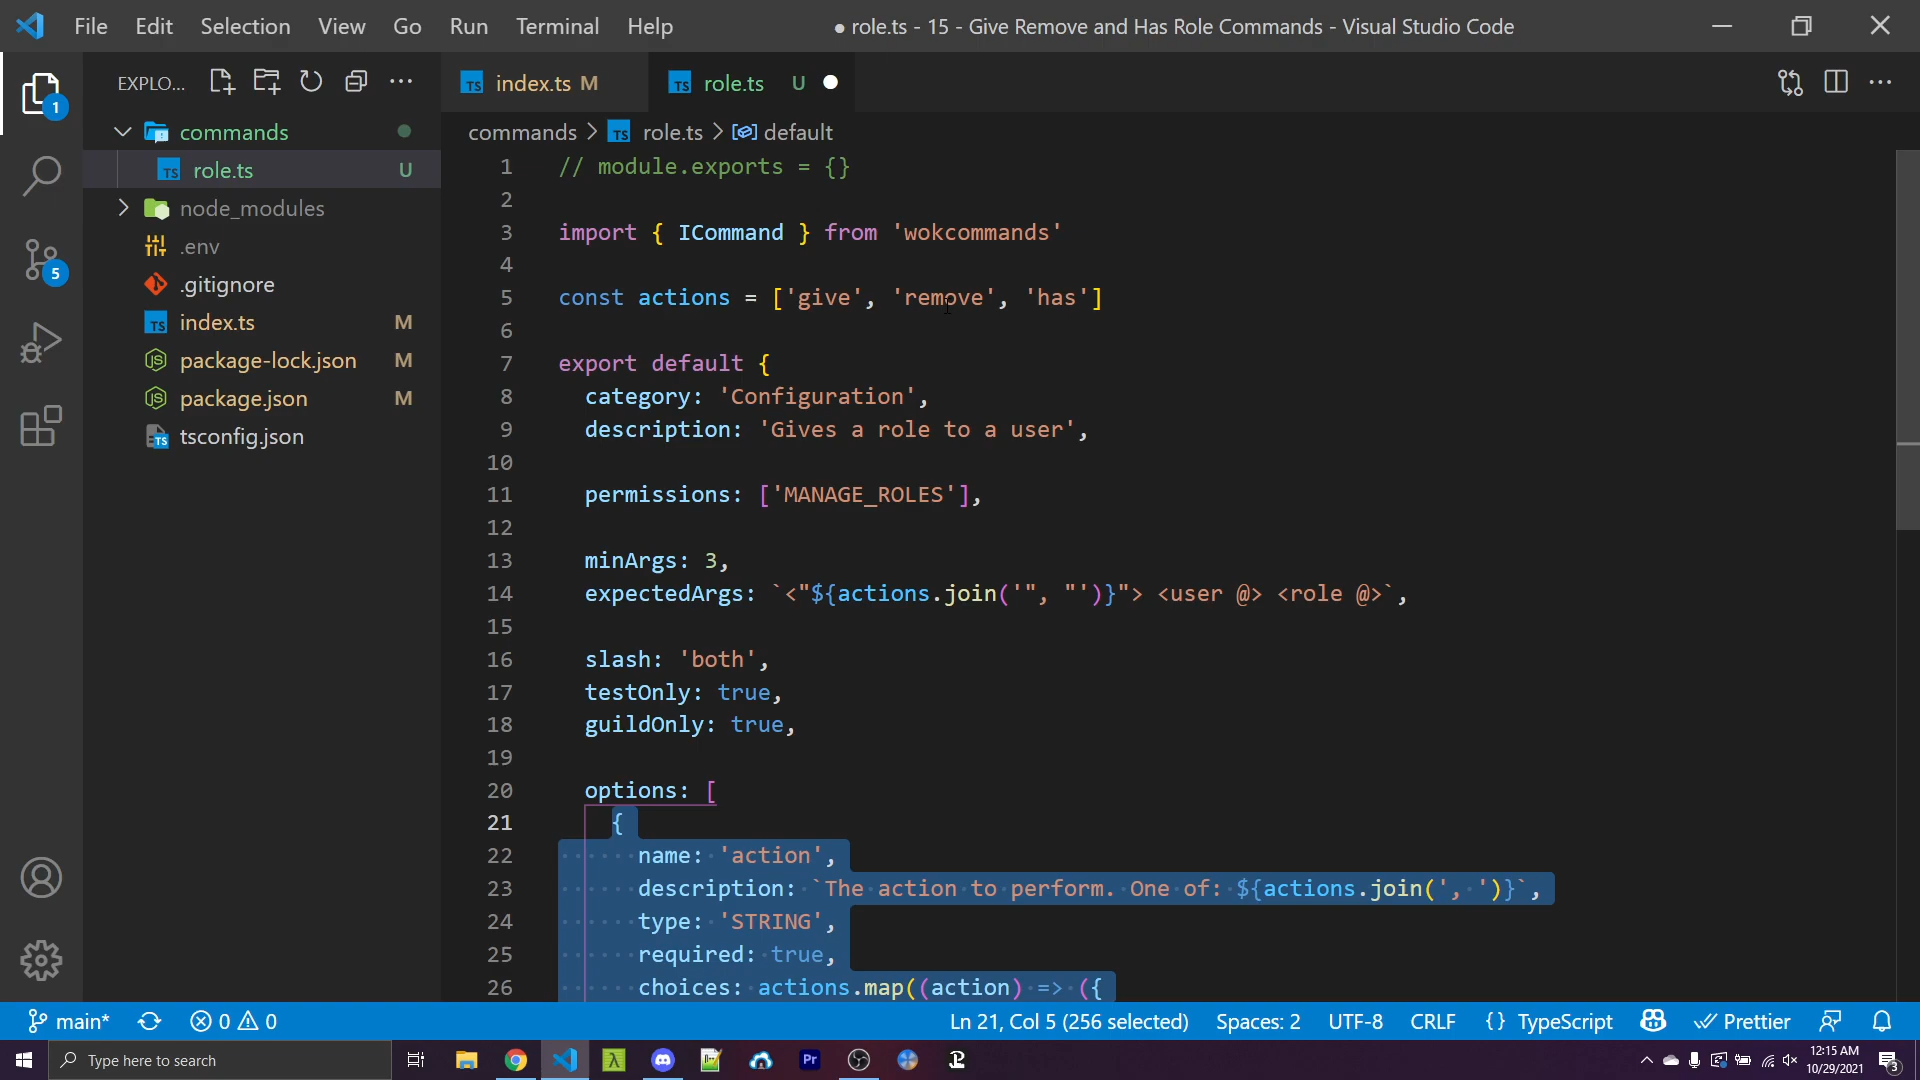 File Edit Selection View Go Run Terminal Help ● role.ts - 15 - Give Remove and Has Role Commands - Visual Studio Code
EXPLO... index.ts M role.ts U
commands
role.ts U
node_modules
.env
.gitignore
index.ts M
package-lock.json M
package.json M
tsconfig.json
1
5
commands > role.ts > default
1 // module.exports = {}
2
3 import { ICommand } from 'wokcommands'
4
5 const actions = ['give', 'remove', 'has']
6
7 export default {
8 category: 'Configuration',
9 description: 'Gives a role to a user',
10
11 permissions: ['MANAGE_ROLES'],
12
13 minArgs: 3,
14 expectedArgs: `<"${actions.join('", "')}"> <user @> <role @>`,
15
16 slash: 'both',
17 testOnly: true,
18 guildOnly: true,
19
20 options: [
21 {
22 name: 'action',
23 description: `The action to perform. One of: ${actions.join(', ')}`,
24 type: 'STRING',
25 required: true,
26 choices: actions.map((action) => ({
main* 0 0 Ln 21, Col 5 (256 selected) Spaces: 2 UTF-8 CRLF {} TypeScript Prettier
Type here to search
Pr
12:15 AM
10/29/2021
3